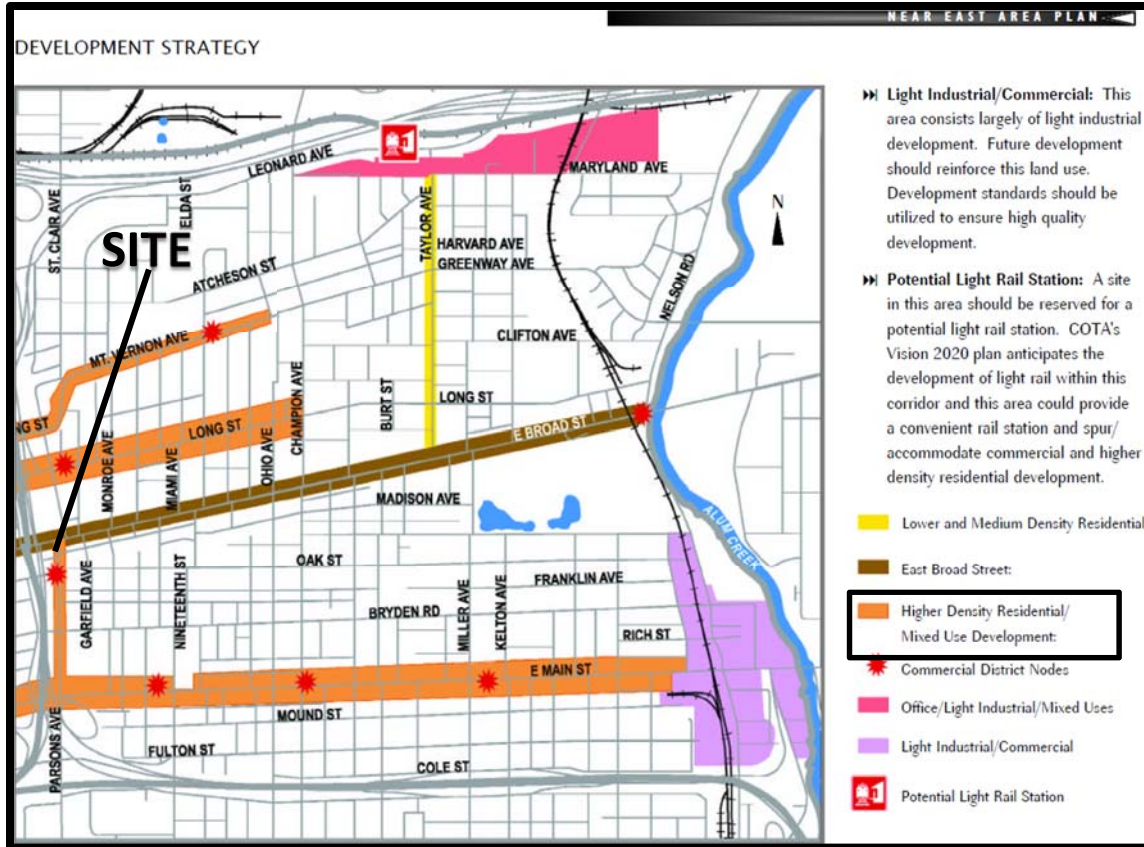 NEAR EAST AREA PLAN
DEVELOPMENT STRATEGY
LEONARD AVE
MARYLAND AVE
ST. CLAIR AVE
ELDA ST
SITE
TAYLOR AVE
HARVARD AVE
GREENWAY AVE
NELSON RD
N
ATCHESON ST
CLIFTON AVE
MT. VERNON AVE
CHAMPION AVE
BURT ST
LONG ST
NG ST
LONG ST
OHIO AVE
E BROAD ST
MONROE AVE
MIAMI AVE
MADISON AVE
ALUM CREEK
OAK ST
GARFIELD AVE
NINETEENTH ST
FRANKLIN AVE
BRYDEN RD
MILLER AVE
KELTON AVE
RICH ST
E MAIN ST
MOUND ST
PARSONS AVE
FULTON ST
COLE ST
Light Industrial/Commercial: This
area consists largely of light industrial
development. Future development
should reinforce this land use.
Development standards should be
utilized to ensure high quality
development.
Potential Light Rail Station: A site
in this area should be reserved for a
potential light rail station. COTA's
Vision 2020 plan anticipates the
development of light rail within this
corridor and this area could provide
a convenient rail station and spur/
accommodate commercial and higher
density residential development.
Lower and Medium Density Residential
East Broad Street:
Higher Density Residential/
Mixed Use Development:
Commercial District Nodes
Office/Light Industrial/Mixed Uses
Light Industrial/Commercial
Potential Light Rail Station